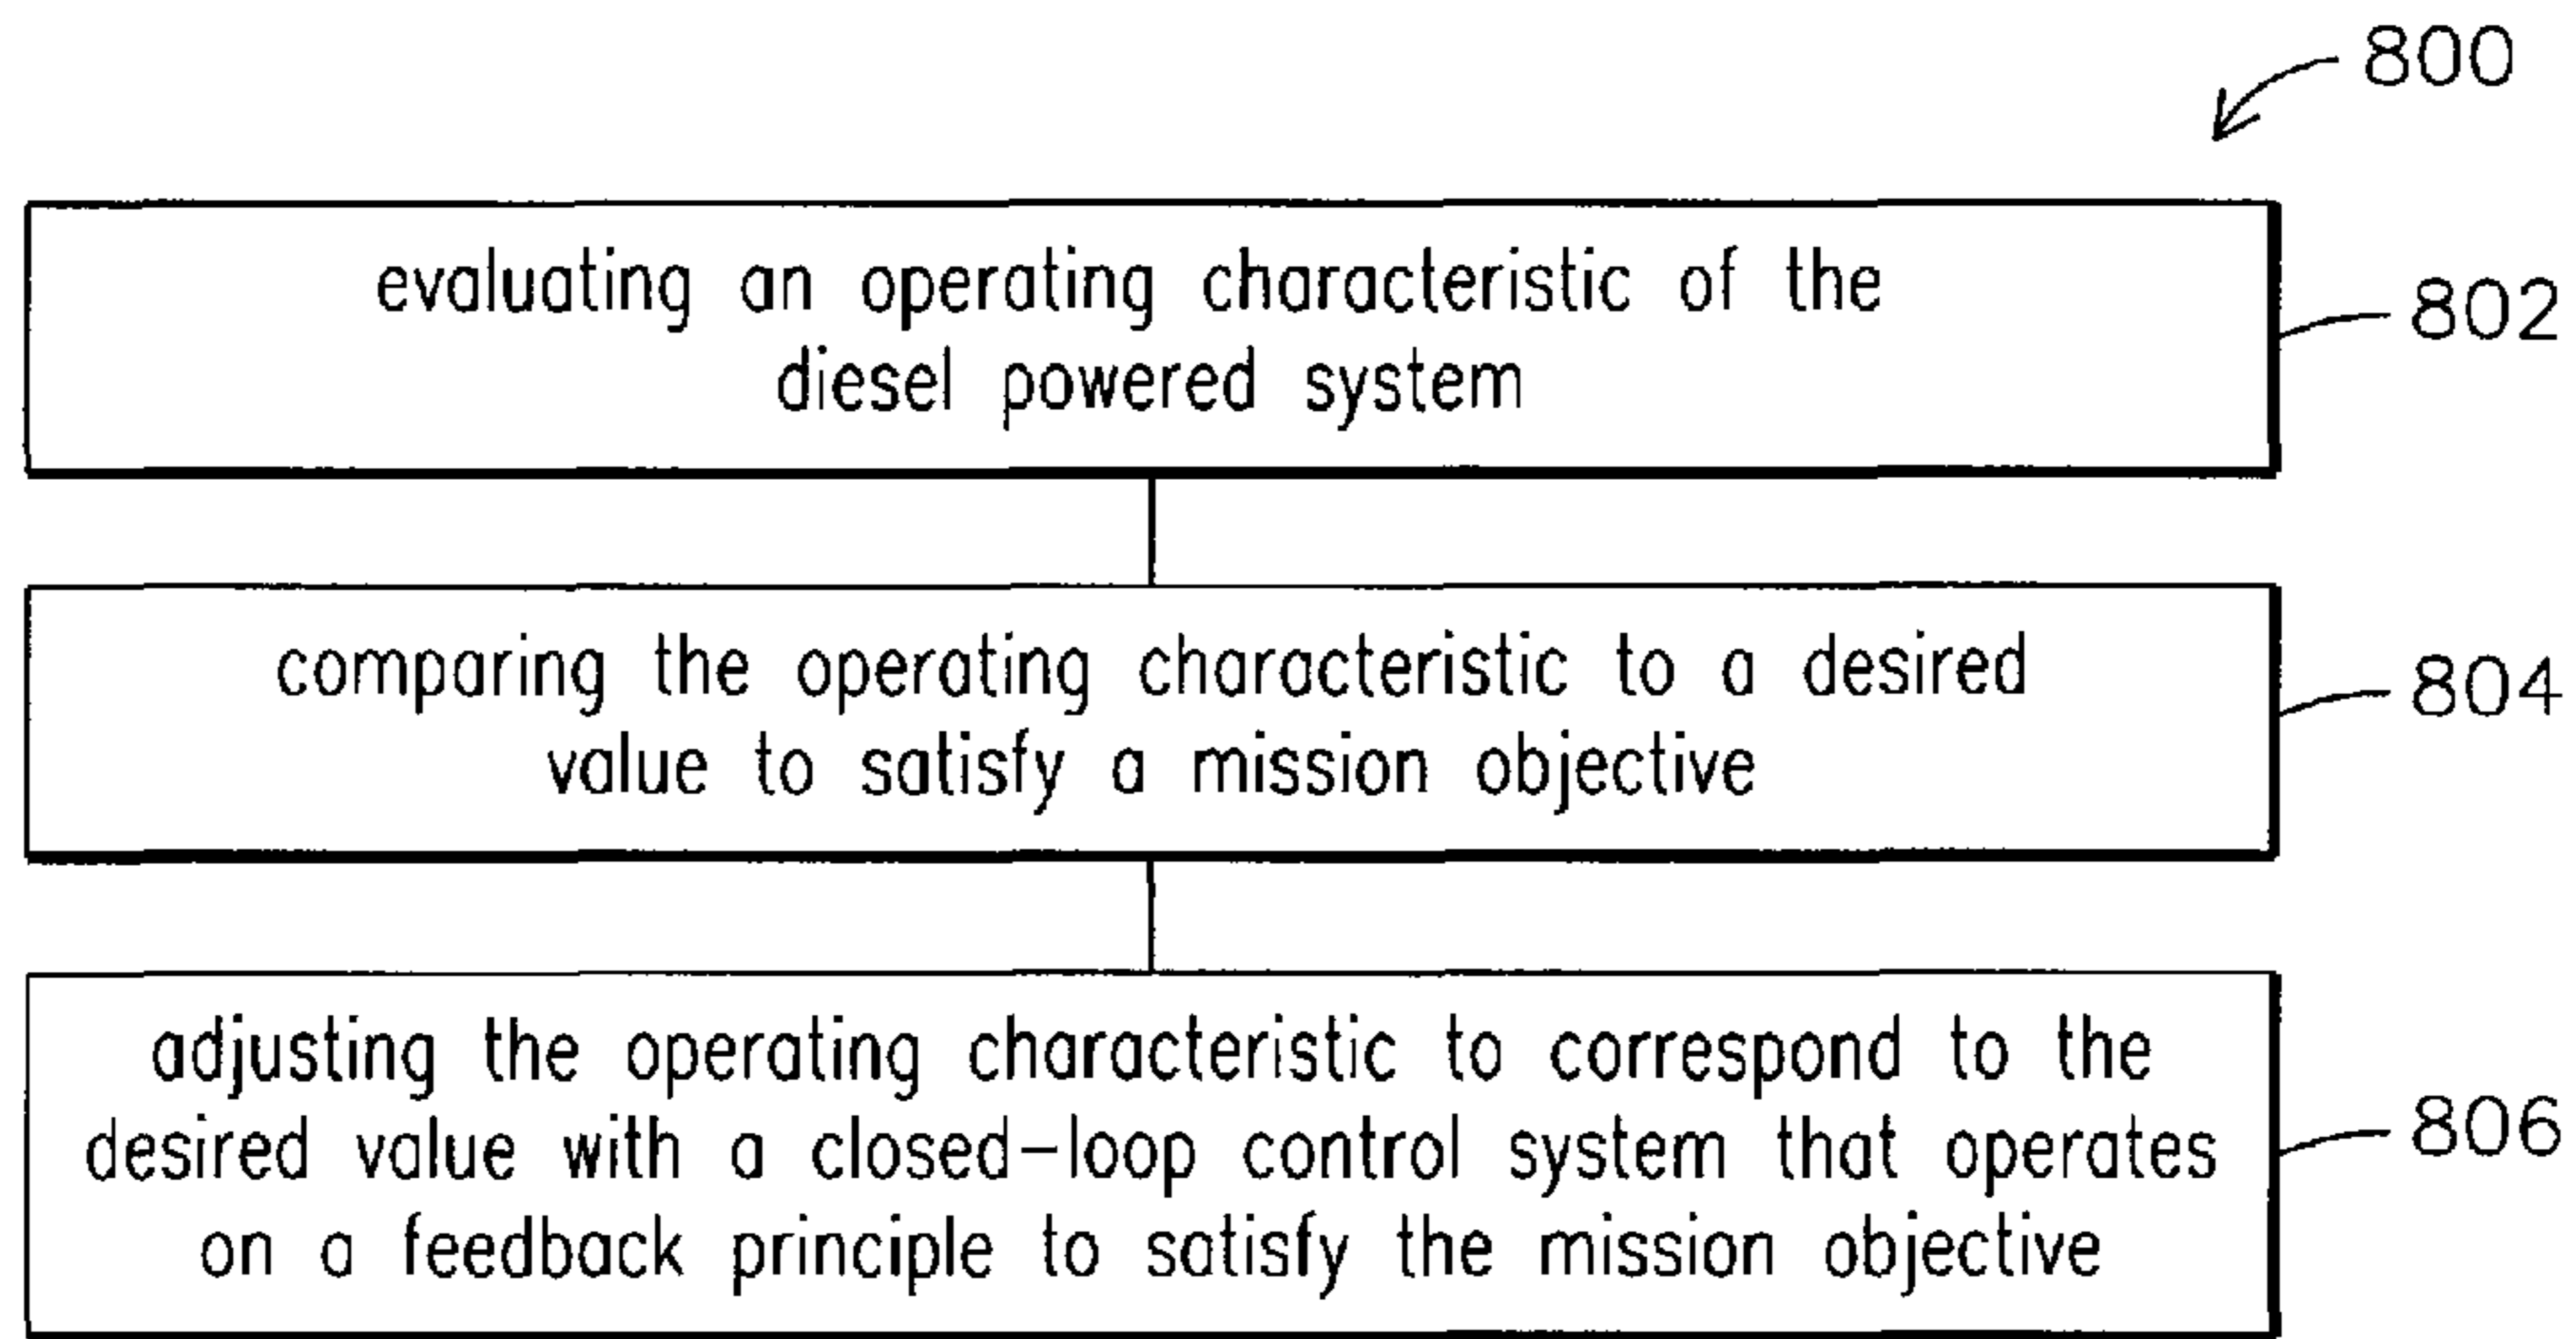 800
evaluating an operating characteristic of the
diesel powered system
802
comparing the operating characteristic to a desired
value to satisfy a mission objective
804
adjusting the operating characteristic to correspond to the
desired value with a closed-loop control system that operates
on a feedback principle to satisfy the mission objective
806